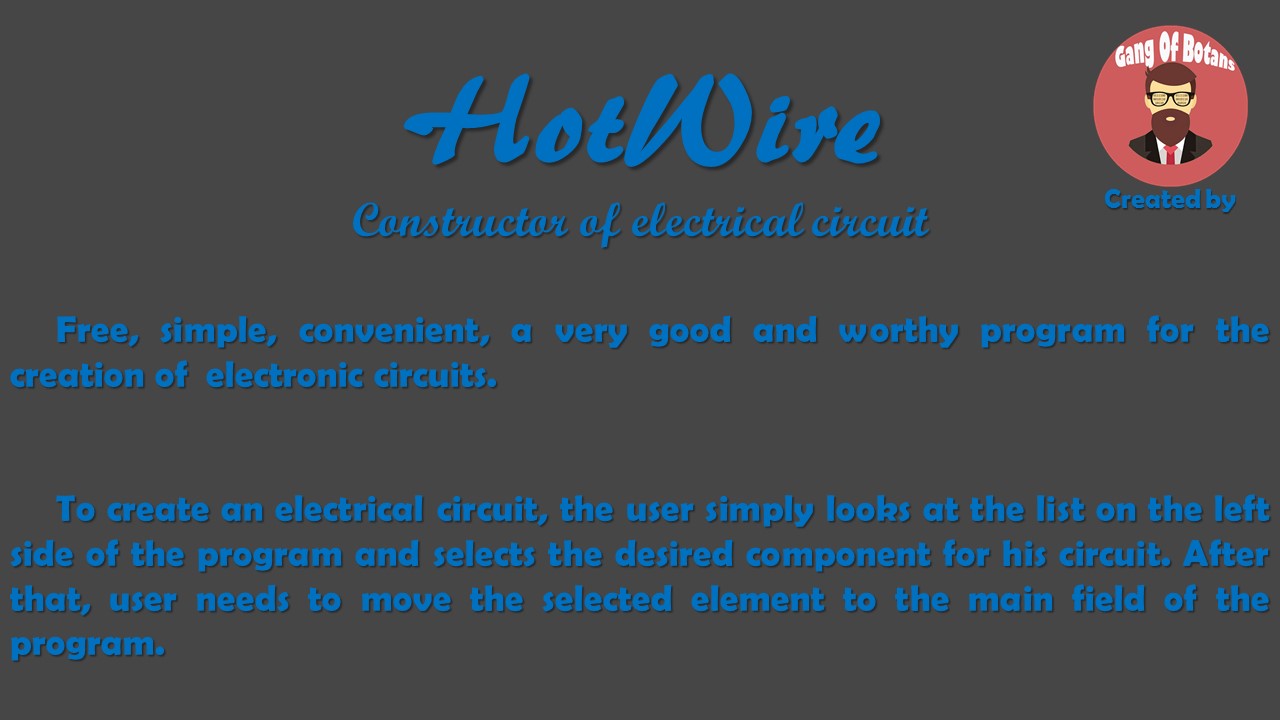 Gang Of Botans
HotWire
Created by
Constructor of electrical circuit
Free, simple, convenient, a very good and worthy program for the
creation of electronic circuits.
To create an electrical circuit, the user simply looks at the list on the left
side of the program and selects the desired component for his circuit. After
that, user needs to move the selected element to the main field of the
program.